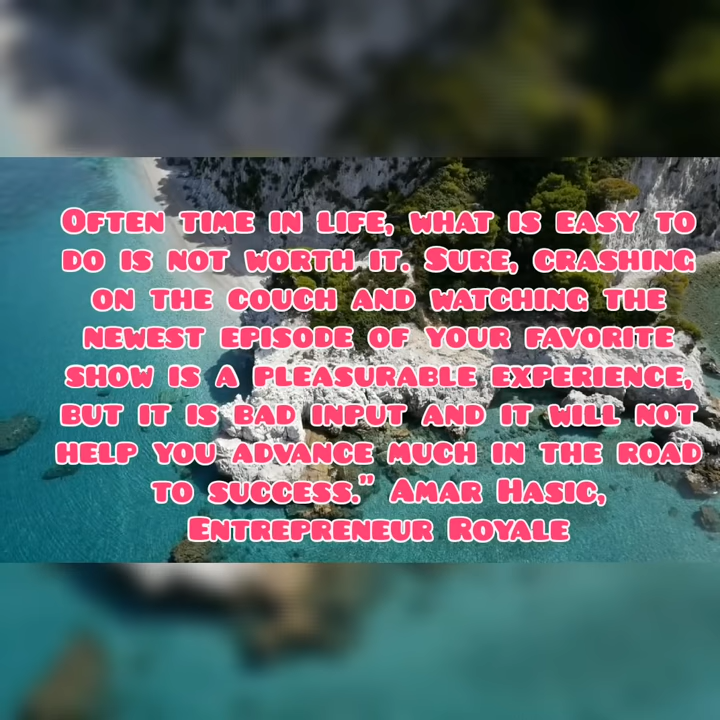 Often time in life, what is easy to
do is not worth it. Sure, crashing
on the couch and watching the
newest episode of your favorite
show is a pleasurable experience,
but it is bad input and it will not
help you advance much in the road
to success." Amar Hasic,
Entrepreneur Royale